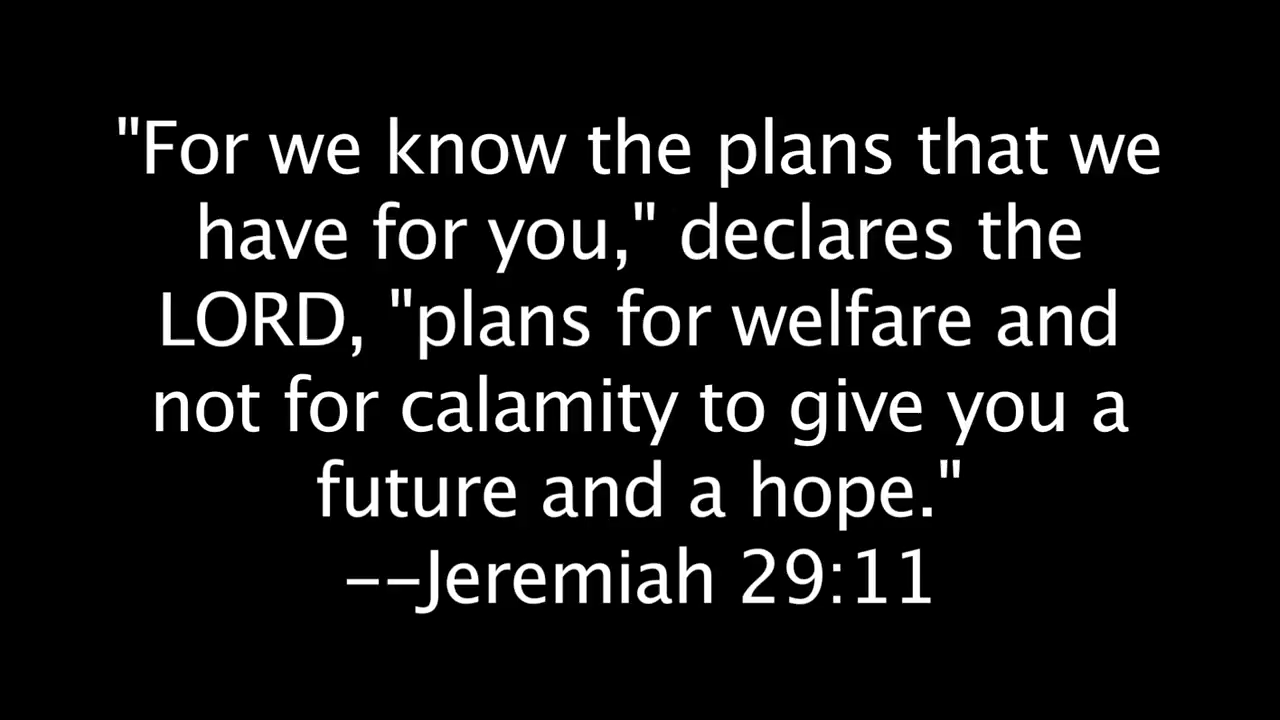 "For we know the plans that we
have for you," declares the
LORD, "plans for welfare and
not for calamity to give you a
future and a hope."
--Jeremiah 29:11